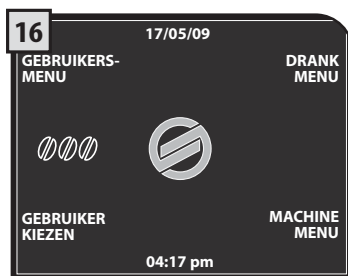 16
17/05/09
GEBRUIKERS-
MENU
DRANK
MENU
GEBRUIKER
KIEZEN
MACHINE
MENU
04:17 pm